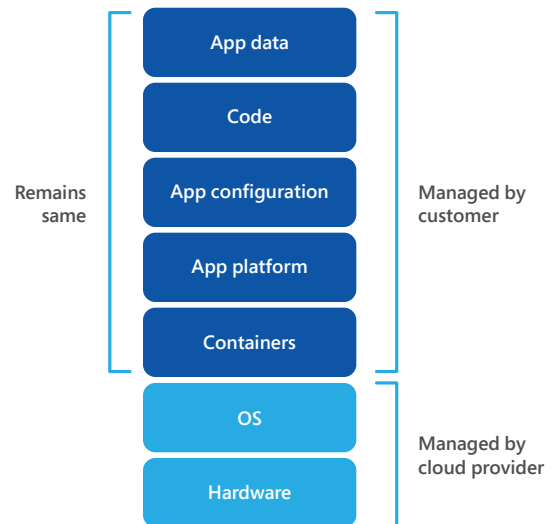 App data
Code
Remains
same
App configuration
Managed by
customer
App platform
Containers
OS
Managed by
cloud provider
Hardware